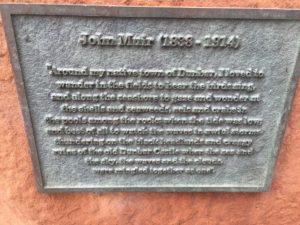 John Muir (1838 - 1914)
"Around my native town of Dunbar, I loved to
wander in the fields to hear the birds sing,
and along the seashore to gaze and wonder at
the shells and seaweeds, eels and crabs in
the pools among the rocks when the tide was low;
and best of all to watch the waves in awful storms
thundering on the black headlands and craggy
ruins of the old Dunbar Castle when the sea and
the sky, the waves and the clouds,
were mingled together as one.